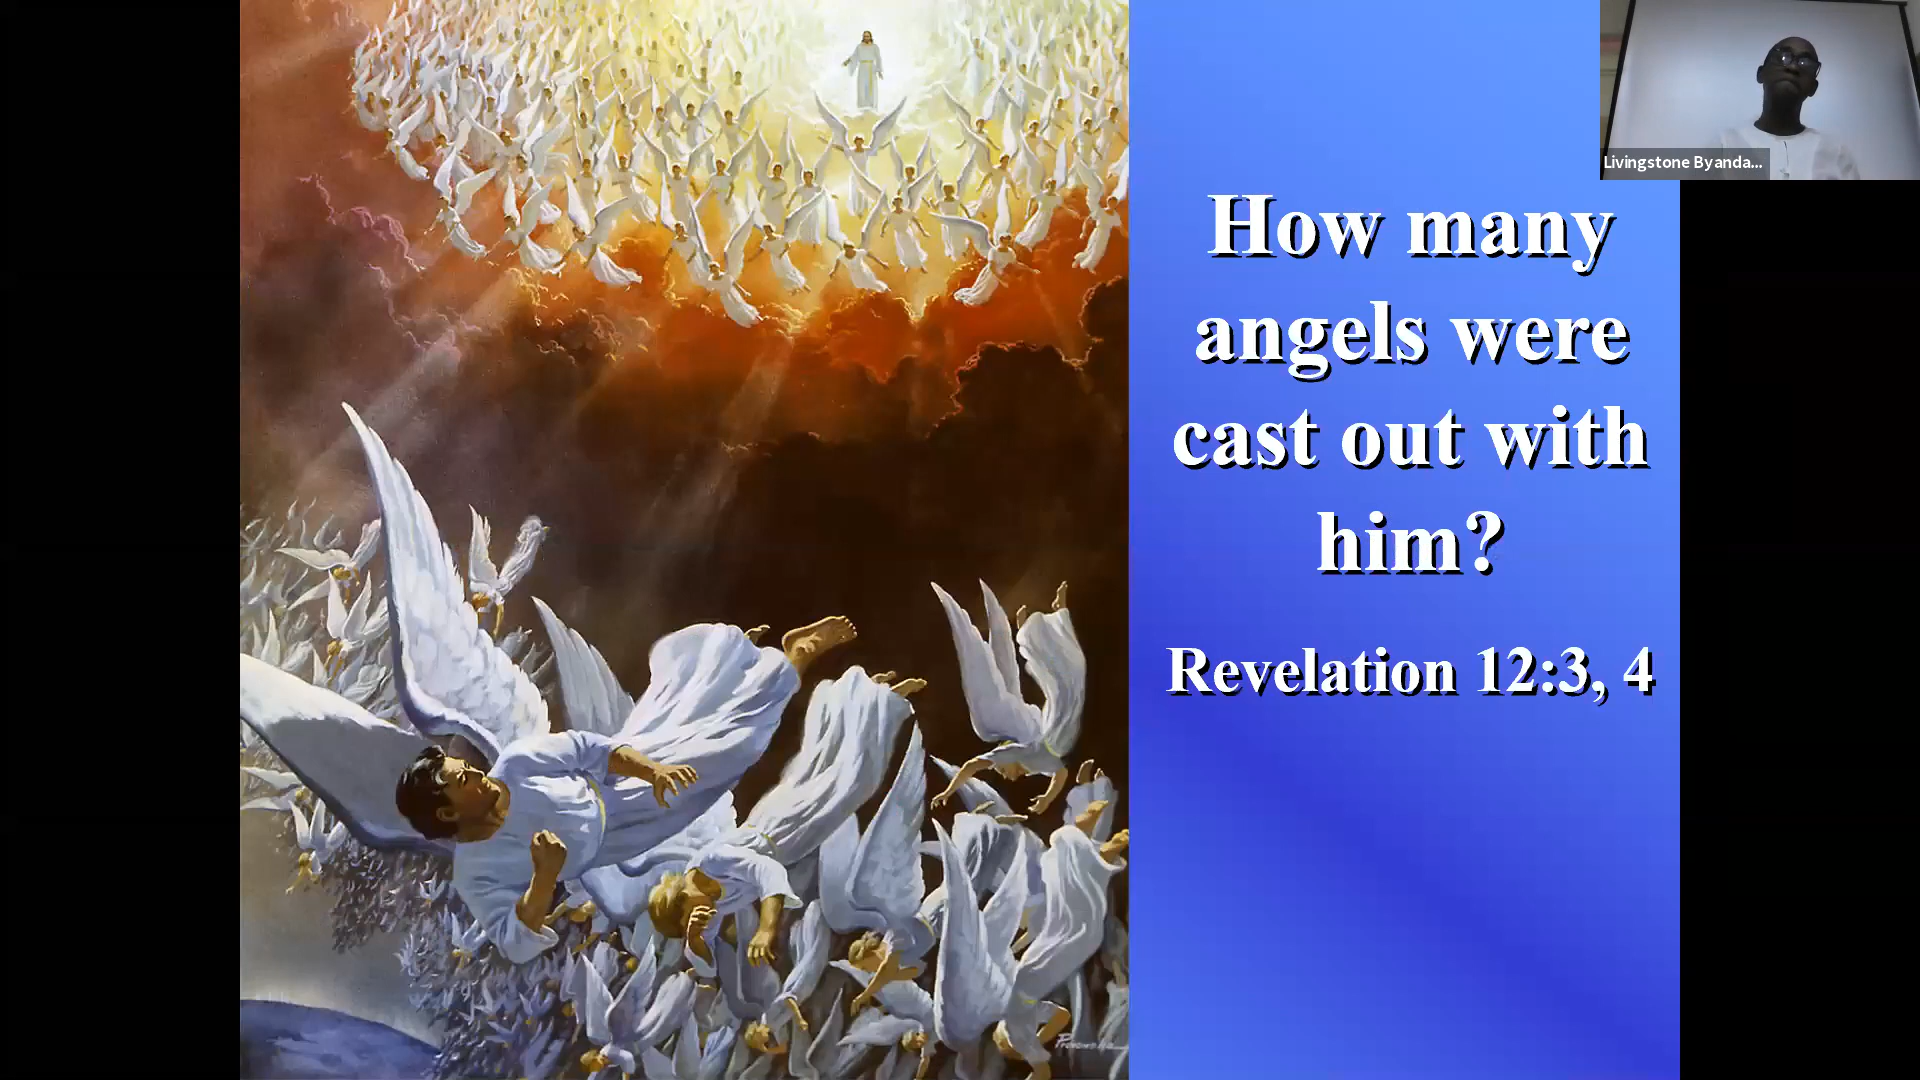 How many
angels were
cast out with
him?
Revelation 12:3, 4
Livingstone Byanda...